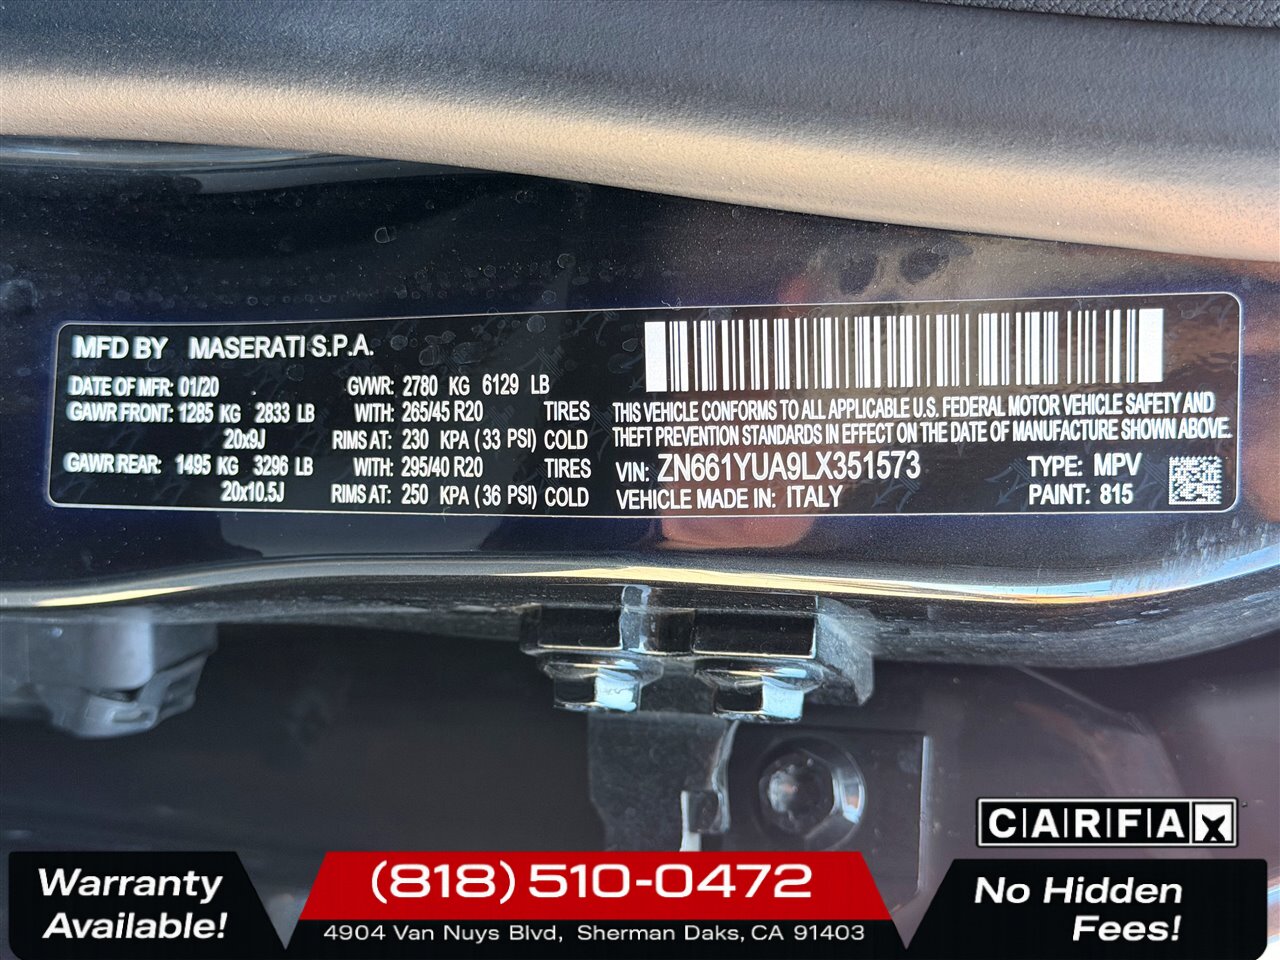 MFD BY MASERATI S.P.A.
DATE OF MFR: 01/20 GVWR: 2780 KG 6129 LB
GAWR FRONT: 1285 KG 2833 LB WITH: 265/45 R20 TIRES
20x9J RIMS AT: 230 KPA (33 PSI) COLD
GAWR REAR: 1495 KG 3296 LB WITH: 295/40 R20 TIRES
20x10.5J RIMS AT: 250 KPA (36 PSI) COLD
THIS VEHICLE CONFORMS TO ALL APPLICABLE U.S. FEDERAL MOTOR VEHICLE SAFETY AND
THEFT PREVENTION STANDARDS IN EFFECT ON THE DATE OF MANUFACTURE SHOWN ABOVE.
VIN: ZN661YUA9LX351573 TYPE: MPV
VEHICLE MADE IN: ITALY PAINT: 815
CARFAX
Warranty
Available!
(818) 510-0472
4904 Van Nuys Blvd, Sherman Daks, CA 91403
No Hidden
Fees!